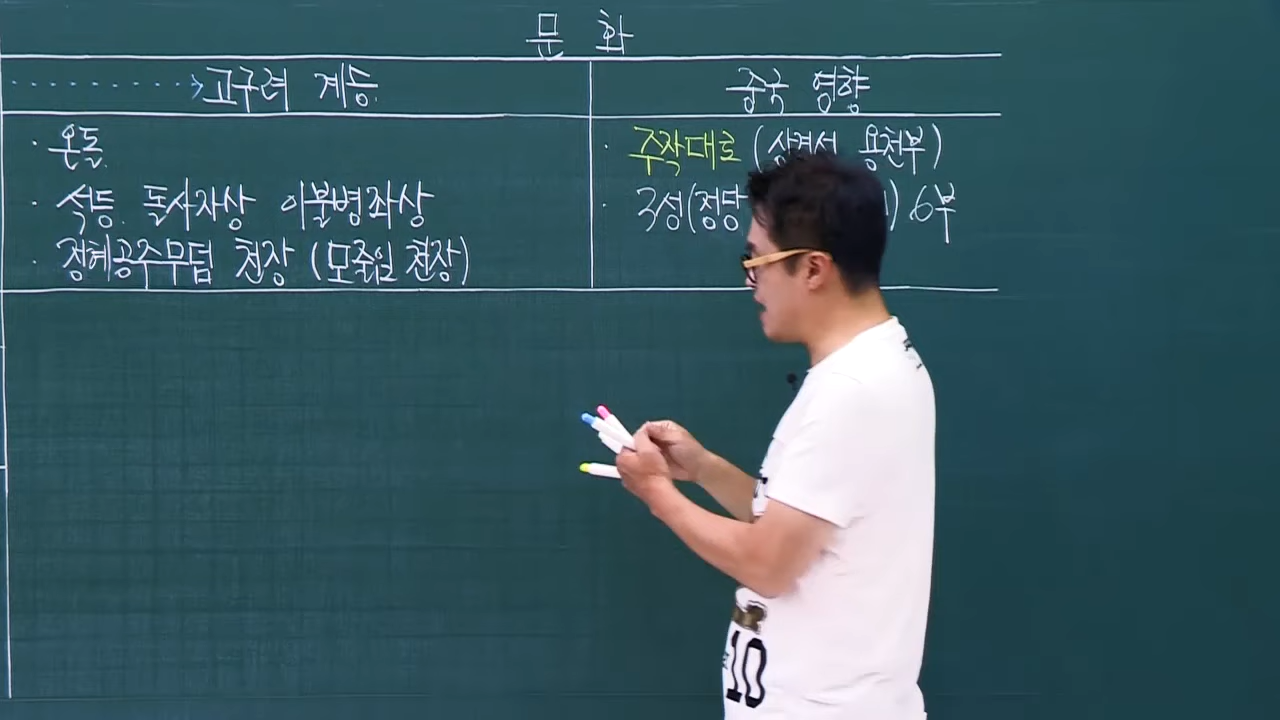 문 화
고구려 계통
중국 영향
· 온돌
· 석등 돌사자상 이불병좌상
· 정혜공주무덤 천장 (모줄임 천장)
· 주작대로 (상경성 용천부)
· 3성(정당 ) 6부
10